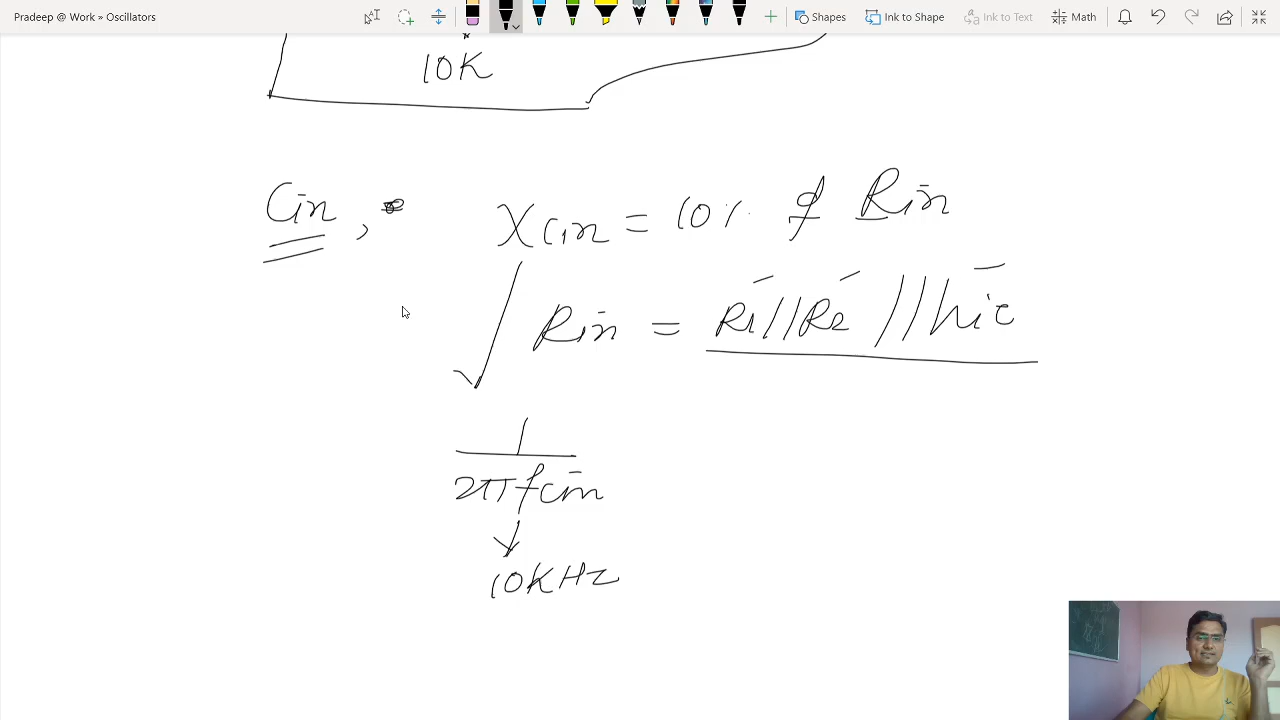 Pradeep @ Work » Oscillators
Shapes
Ink to Shape
Ink to Text
Math
10K
Cin, XCin = 10% of Rin
Rin = R1//R2//hie
1
2πfCin
10KHz